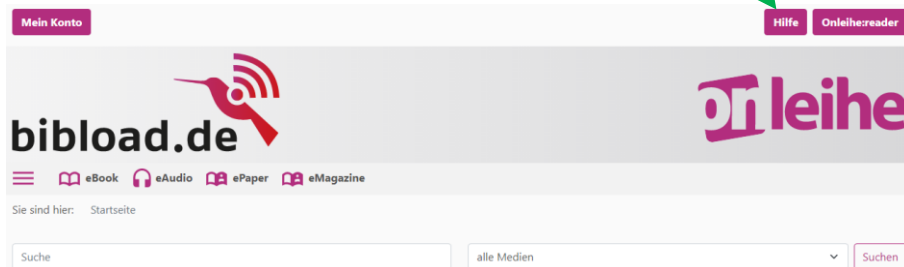 Mein Konto Hilfe Onleihe:reader
bibload.de onleihe
eBook eAudio ePaper eMagazine
Sie sind hier: Startseite
Suche alle Medien Suchen